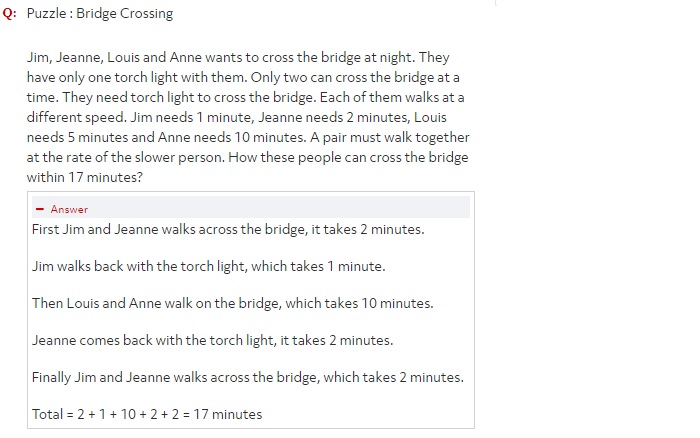 Q: Puzzle : Bridge Crossing
Jim, Jeanne, Louis and Anne wants to cross the bridge at night. They
have only one torch light with them. Only two can cross the bridge at a
time. They need torch light to cross the bridge. Each of them walks at a
different speed. Jim needs 1 minute, Jeanne needs 2 minutes, Louis
needs 5 minutes and Anne needs 10 minutes. A pair must walk together
at the rate of the slower person. How these people can cross the bridge
within 17 minutes?
− Answer
First Jim and Jeanne walks across the bridge, it takes 2 minutes.
Jim walks back with the torch light, which takes 1 minute.
Then Louis and Anne walk on the bridge, which takes 10 minutes.
Jeanne comes back with the torch light, it takes 2 minutes.
Finally Jim and Jeanne walks across the bridge, which takes 2 minutes.
Total = 2 + 1 + 10 + 2 + 2 = 17 minutes